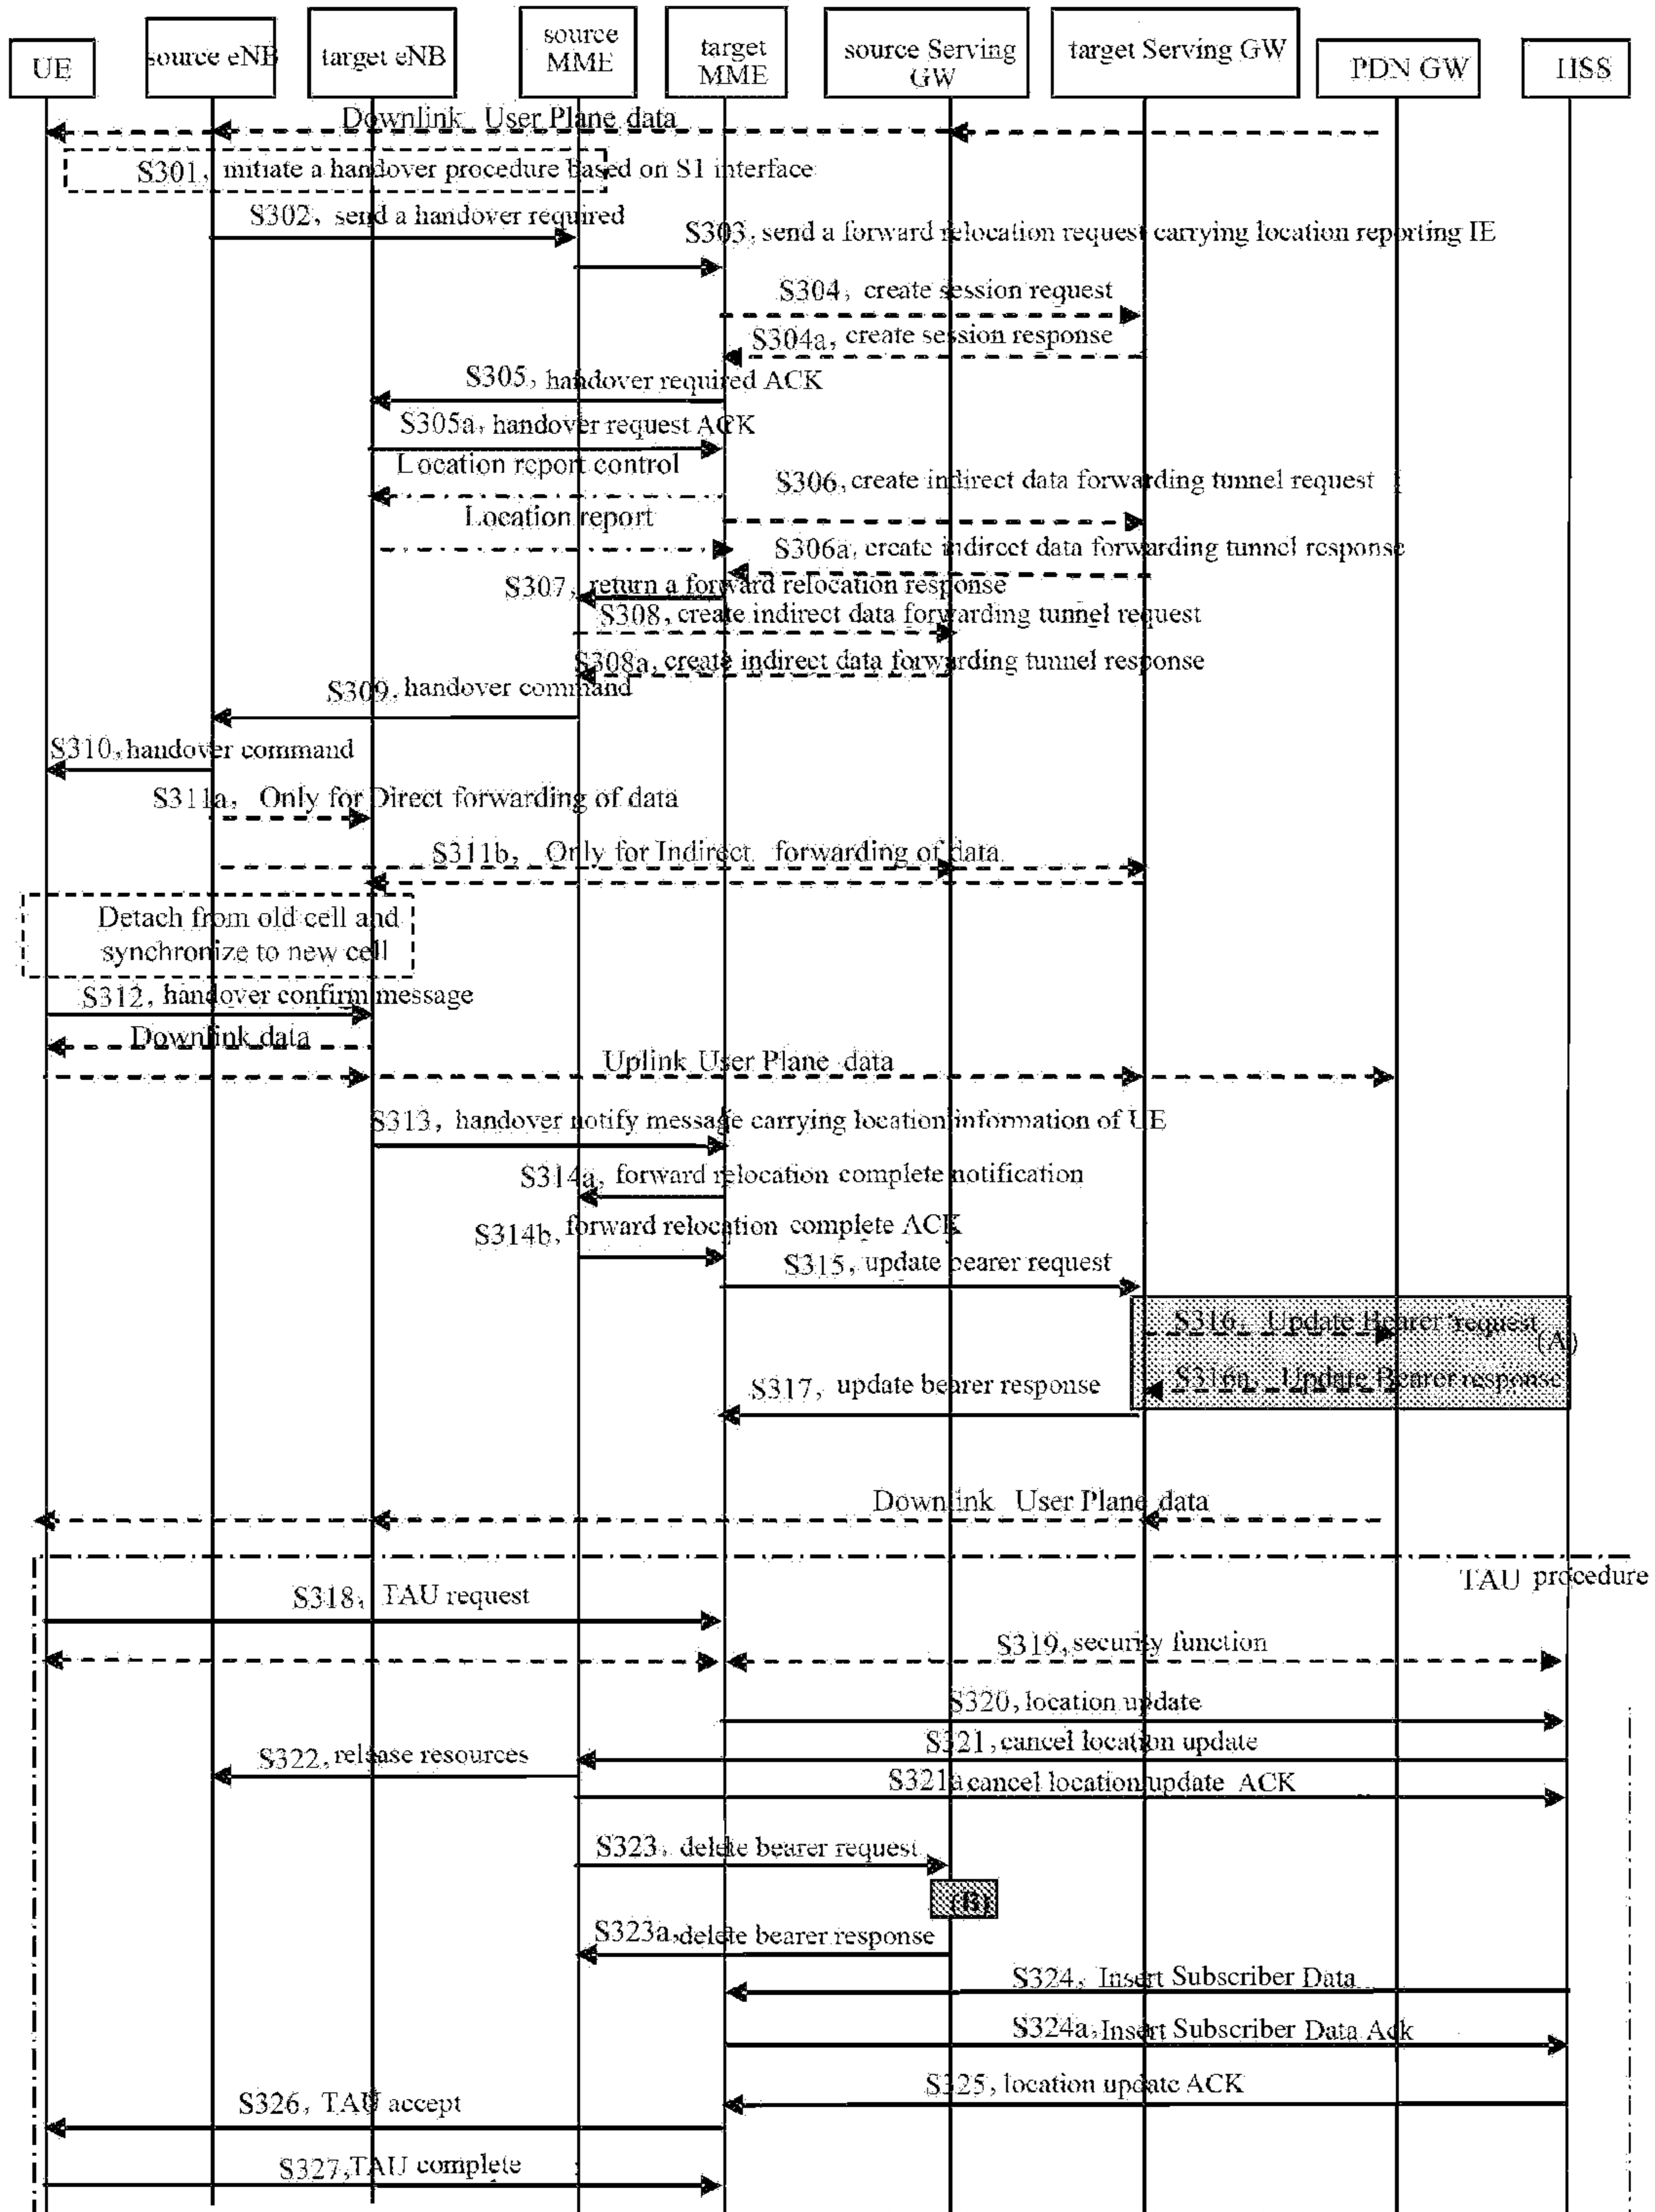 UE
source eNB
target eNB
source
MME
target
MME
source Serving
GW
target Serving GW
PDN GW
HSS
Downlink User Plane data
S301, initiate a handover procedure based on S1 interface
S302, send a handover required
S303, send a forward relocation request carrying location reporting IE
S304, create session request
S304a, create session response
S305, handover required ACK
S305a, handover request ACK
Location report control
S306, create indirect data forwarding tunnel request
Location report
S306a, create indirect data forwarding tunnel response
S307, return a forward relocation response
S308, create indirect data forwarding tunnel request
S308a, create indirect data forwarding tunnel response
S309, handover command
S310, handover command
S311a, Only for Direct forwarding of data
S311b, Only for Indirect forwarding of data
Detach from old cell and
synchronize to new cell
S312, handover confirm message
Downlink data
Uplink User Plane data
S313, handover notify message carrying location information of UE
S314a, forward relocation complete notification
S314b, forward relocation complete ACK
S315, update bearer request
S316, Update Bearer request
(A)
S316a, Update Bearer response
S317, update bearer response
Downlink User Plane data
TAU procedure
S318, TAU request
S319, security function
S320, location update
S321, cancel location update
S322, release resources
S321a cancel location update ACK
S323, delete bearer request
(B)
S323a, delete bearer response
S324, Insert Subscriber Data
S324a, Insert Subscriber Data Ack
S325, location update ACK
S326, TAU accept
S327, TAU complete